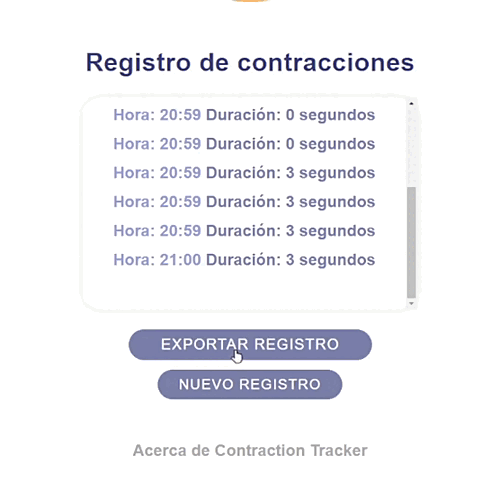 Registro de contracciones
Hora: 20:59 Duración: 0 segundos
Hora: 20:59 Duración: 0 segundos
Hora: 20:59 Duración: 3 segundos
Hora: 20:59 Duración: 3 segundos
Hora: 20:59 Duración: 3 segundos
Hora: 21:00 Duración: 3 segundos
EXPORTAR REGISTRO
NUEVO REGISTRO
Acerca de Contraction Tracker